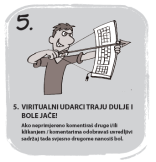 5.
5. VIRITUALNI UDARCI TRAJU DULJE I
BOLE JAČE!
Ako neprimjereno komentiraš druge i/ili
klikanjem / komentarima odobravaš uvredljivi
sadržaj tada svjesno drugome nanosiš bol.